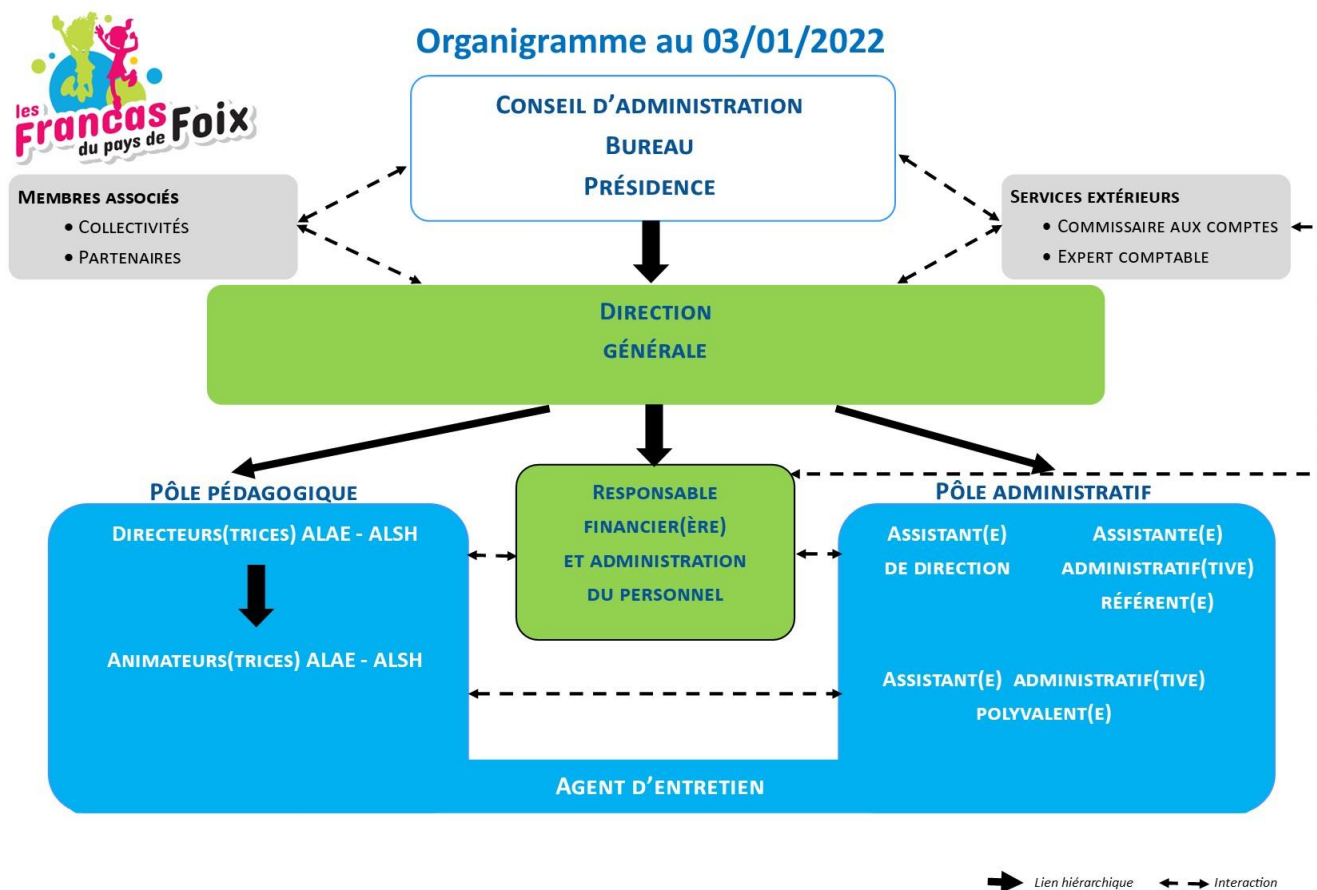 les
Francas
du pays de Foix
Organigramme au 03/01/2022
CONSEIL D'ADMINISTRATION
BUREAU
PRÉSIDENCE
MEMBRES ASSOCIÉS
• COLLECTIVITÉS
• PARTENAIRES
SERVICES EXTÉRIEURS
• COMMISSAIRE AUX COMPTES
• EXPERT COMPTABLE
DIRECTION
GÉNÉRALE
PÔLE PÉDAGOGIQUE
DIRECTEURS(TRICES) ALAE - ALSH
ANIMATEURS(TRICES) ALAE - ALSH
RESPONSABLE
FINANCIER(ÈRE)
ET ADMINISTRATION
DU PERSONNEL
PÔLE ADMINISTRATIF
ASSISTANT(E)
DE DIRECTION
ASSISTANTE(E)
ADMINISTRATIF(TIVE)
RÉFÉRENT(E)
ASSISTANT(E) ADMINISTRATIF(TIVE)
POLYVALENT(E)
AGENT D'ENTRETIEN
Lien hiérarchique
Interaction